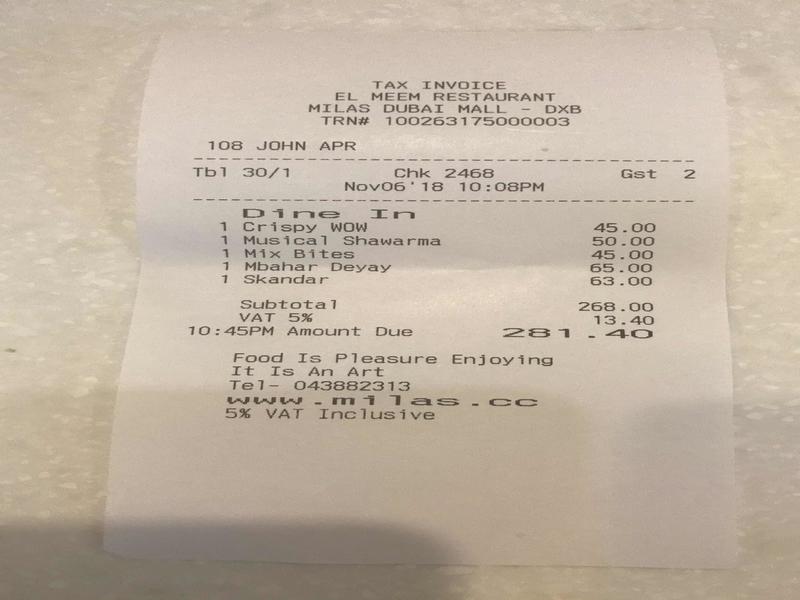 TAX INVOICE
EL MEEM RESTAURANT
MILAS DUBAI MALL - DXB
TRN# 100263175000003
108 JOHN APR
Tbl 30/1 Chk 2468 Gst 2
Nov06'18 10:08PM
Dine In
1 Crispy WOW 45.00
1 Musical Shawarma 50.00
1 Mix Bites 45.00
1 Mbahar Deyay 65.00
1 Skandar 63.00
Subtotal 268.00
VAT 5% 13.40
10:45PM Amount Due 281.40
Food Is Pleasure Enjoying
It Is An Art
Tel- 043882313
www.milas.cc
5% VAT Inclusive